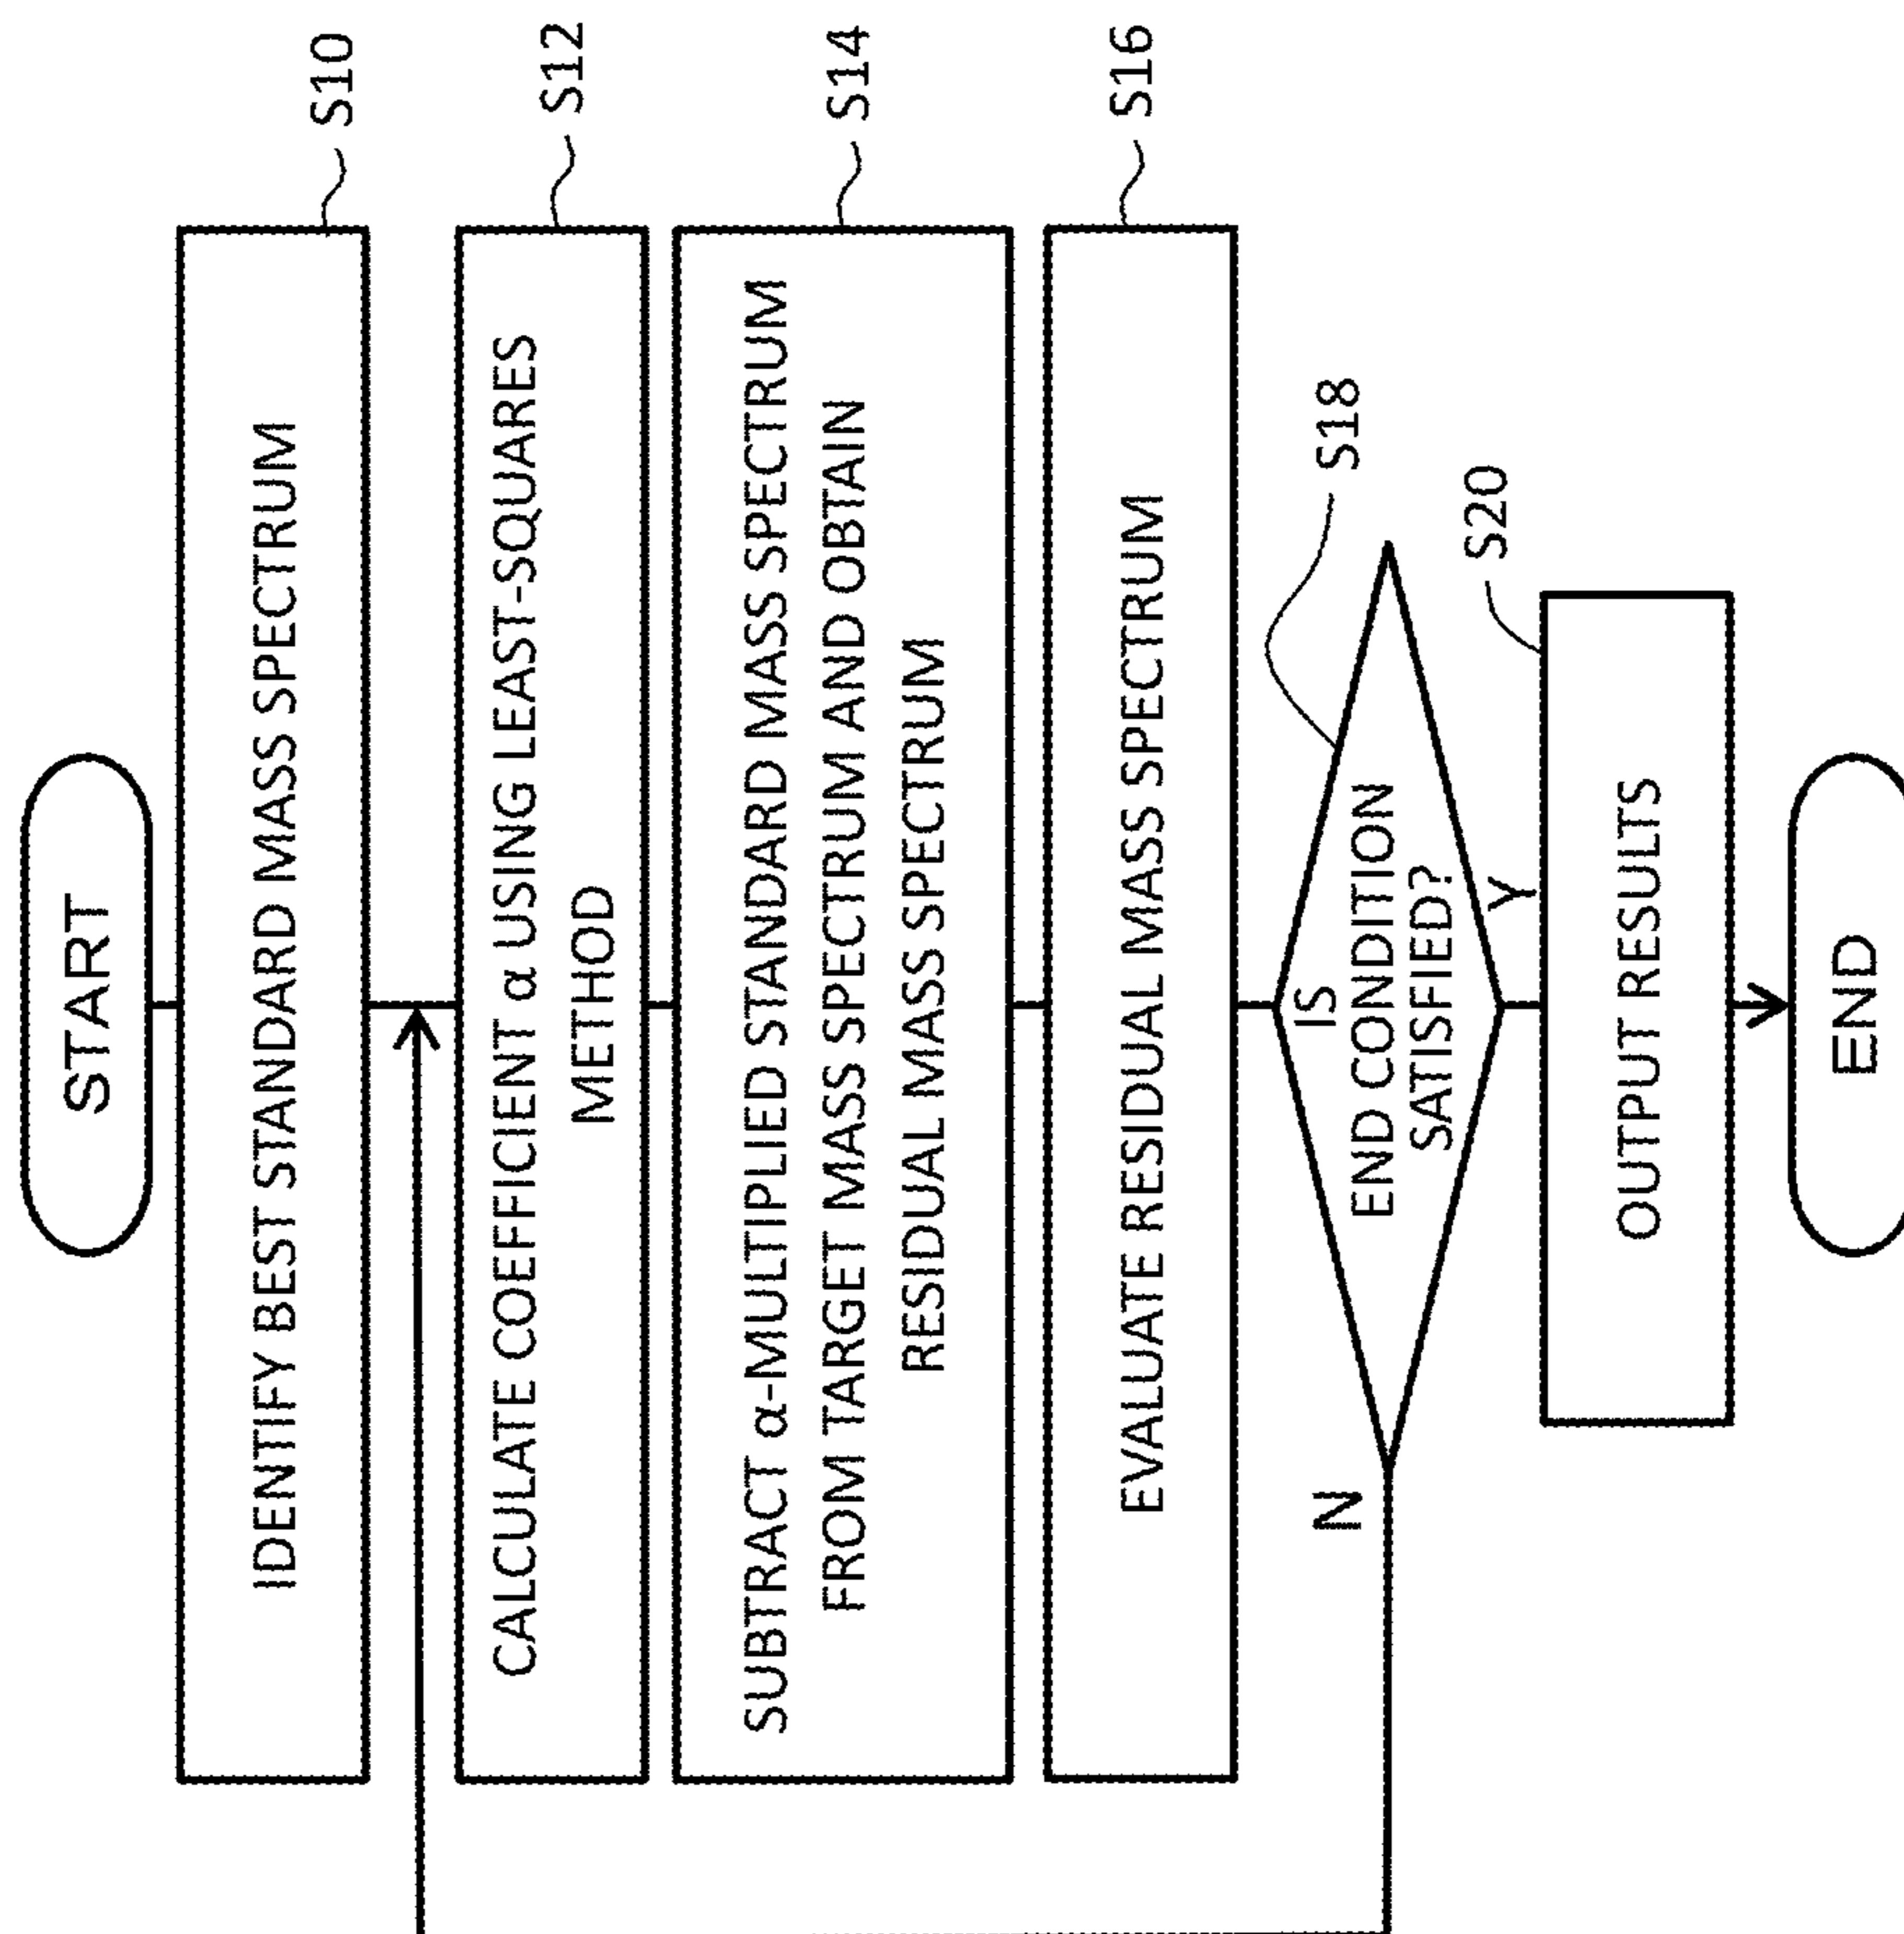 START
IDENTIFY BEST STANDARD MASS SPECTRUM
S10
CALCULATE COEFFICIENT α USING LEAST-SQUARES
METHOD
S12
SUBTRACT α-MULTIPLIED STANDARD MASS SPECTRUM
FROM TARGET MASS SPECTRUM AND OBTAIN
RESIDUAL MASS SPECTRUM
S14
EVALUATE RESIDUAL MASS SPECTRUM
S16
IS
END CONDITION
SATISFIED?
S18
N
Y
OUTPUT RESULTS
S20
END